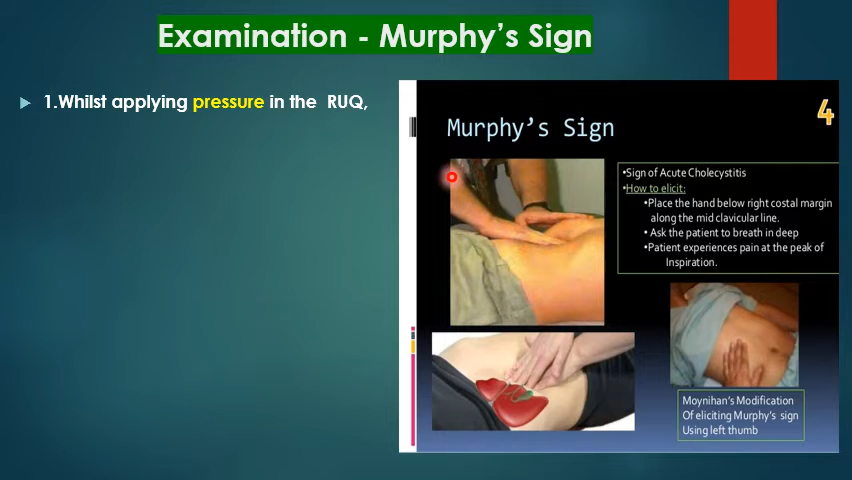 Examination - Murphy's Sign
1.Whilst applying pressure in the RUQ,
4
Murphy's Sign
•Sign of Acute Cholecystitis
•How to elicit:
•Place the hand below right costal margin
along the mid clavicular line.
• Ask the patient to breath in deep
•Patient experiences pain at the peak of
Inspiration.
Moynihan's Modification
Of eliciting Murphy's sign
Using left thumb